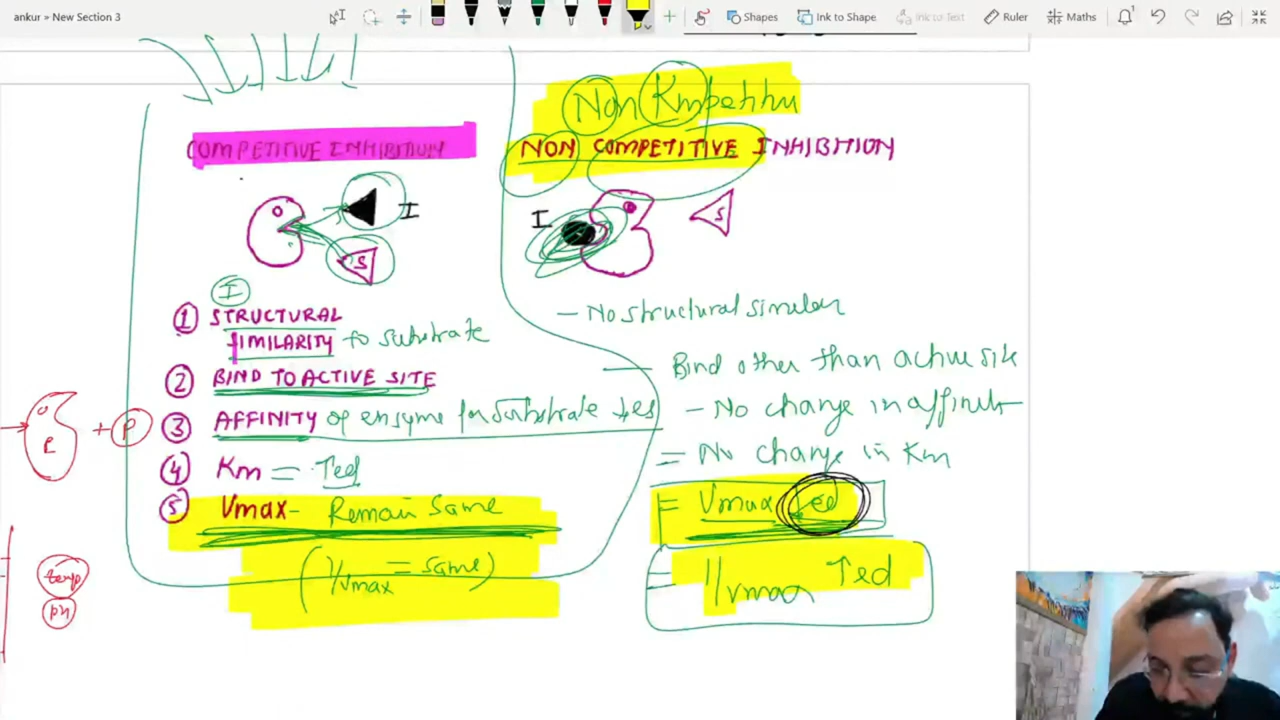 ankur » New Section 3
Shapes
Ink to Shape
Ink to Text
Ruler
Maths
COMPETITIVE INHIBITION
I
S
I
① STRUCTURAL
SIMILARITY to substrate
② BIND TO ACTIVE SITE
③ AFFINITY of enzyme for Substrate ↓es
④ Km = ↑ed
⑤ Vmax - Remain Same
(1/Vmax = same)
Non Kmpetitu
NON COMPETITIVE INHIBITION
I
S
- No structural similar
Bind other than active site
- No change in affinity
= No change in Km
= Vmax ↓ed
= 1/Vmax ↑ed
+ P
temp
pH